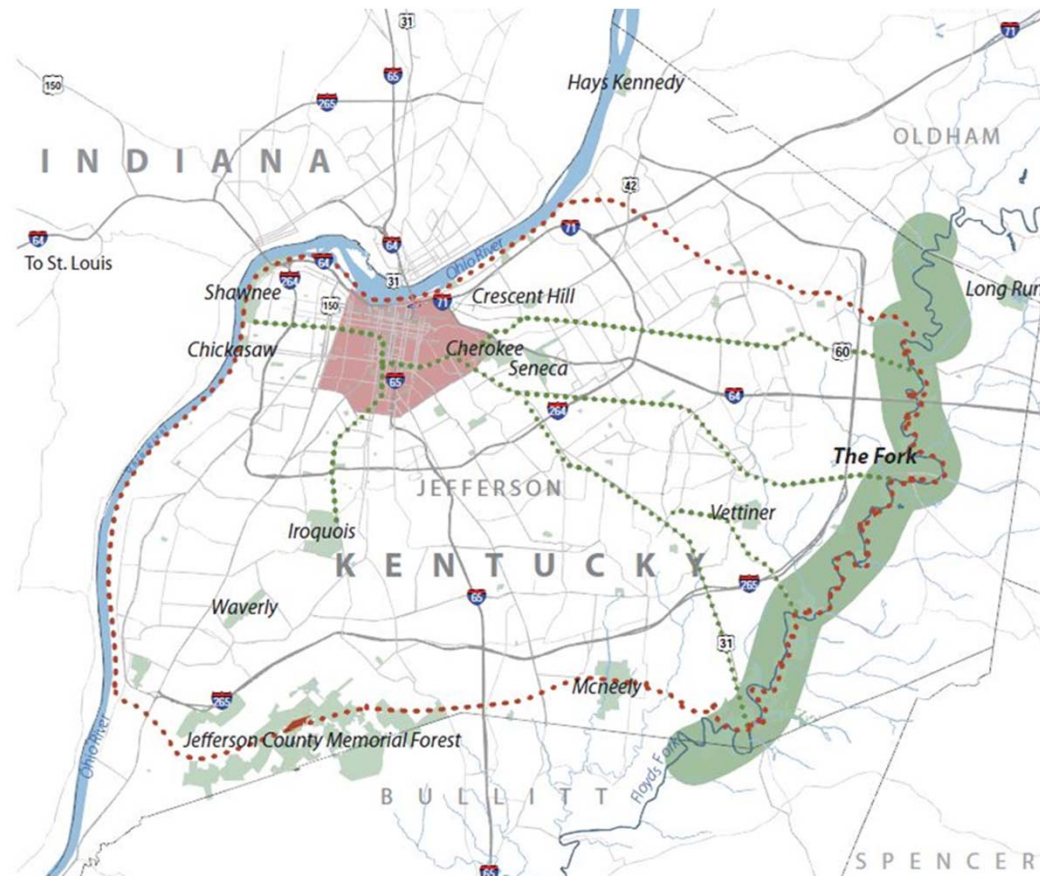 31
71
65
150
Hays Kennedy
265
OLDHAM
INDIANA
42
71
64
64
Ohio River
To St. Louis
64
264
31
Shawnee
Long Run
150
71
Crescent Hill
Chickasaw
Cherokee
60
Seneca
65
64
264
The Fork
JEFFERSON
Vettiner
Iroquois
KENTUCKY
265
65
Waverly
31
Mcneely
265
Jefferson County Memorial Forest
Ohio River
Floyds Fork
BULLITT
SPENCER
65